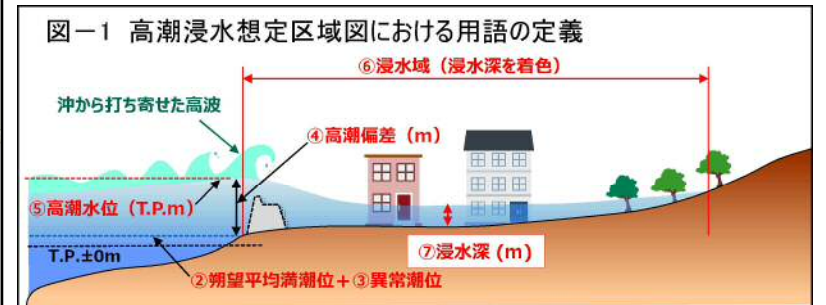 図－1 高潮浸水想定区域図における用語の定義
⑥浸水域（浸水深を着色）
沖から打ち寄せた高波
④高潮偏差（m）
⑤高潮水位（T.P.m）
⑦浸水深（m）
T.P.±0m
②朔望平均満潮位＋③異常潮位